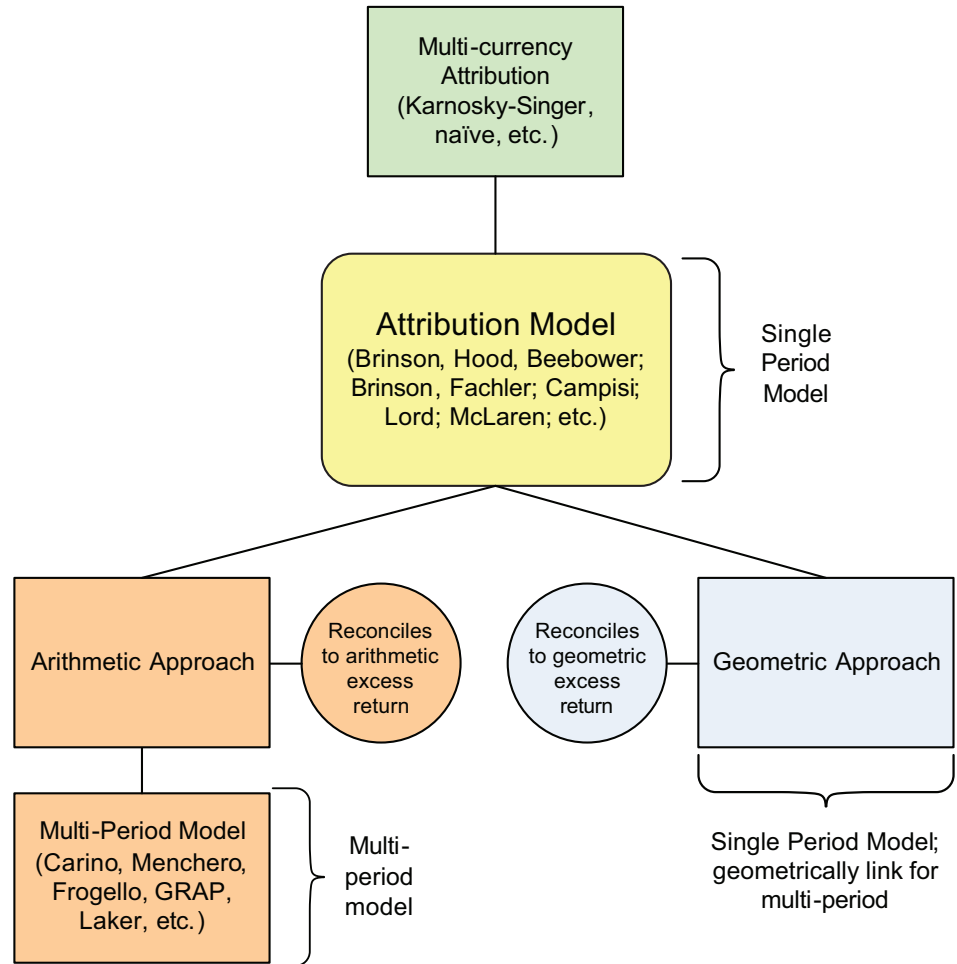 Multi-currency
Attribution
(Karnosky-Singer,
naïve, etc.)
Attribution Model
(Brinson, Hood, Beebower;
Brinson, Fachler; Campisi;
Lord; McLaren; etc.)
Single
Period
Model
Arithmetic Approach
Reconciles
to arithmetic
excess
return
Reconciles
to geometric
excess
return
Geometric Approach
Multi-Period Model
(Carino, Menchero,
Frogello, GRAP,
Laker, etc.)
Multi-
period
model
Single Period Model;
geometrically link for
multi-period